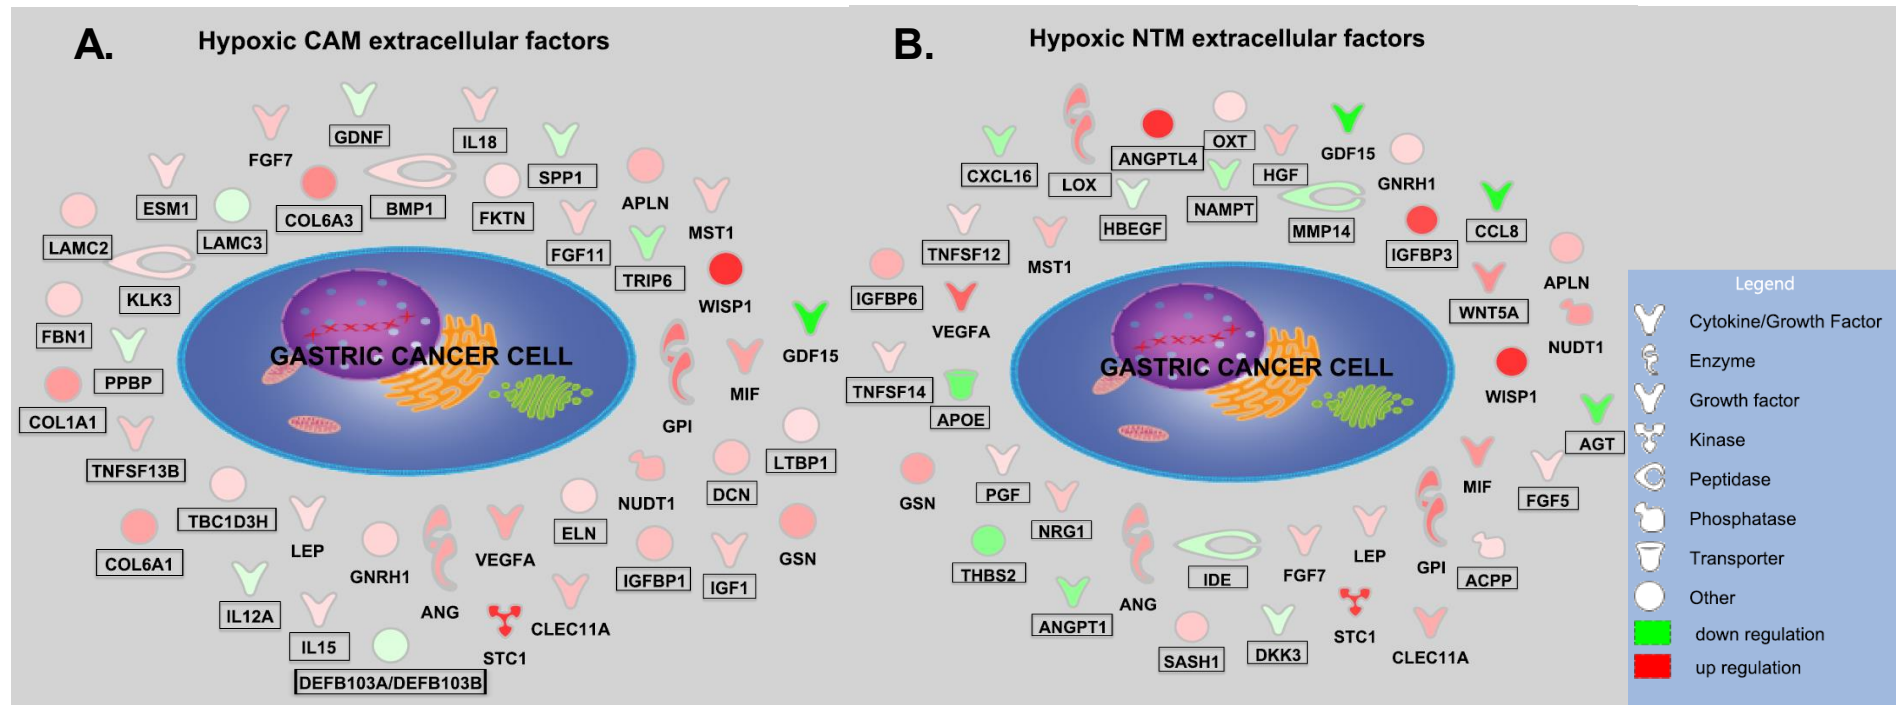 A.
Hypoxic CAM extracellular factors
GDNF
IL18
FGF7
SPP1
ESM1
COL6A3
BMP1
FKTN
APLN
LAMC2
LAMC3
MST1
FGF11
TRIP6
KLK3
WISP1
FBN1
GASTRIC CANCER CELL
GDF15
PPBP
MIF
COL1A1
GPI
TNFSF13B
LTBP1
DCN
NUDT1
TBC1D3H
ELN
LEP
COL6A1
VEGFA
GSN
GNRH1
IGFBP1
IGF1
IL12A
ANG
CLEC11A
IL15
STC1
DEFB103A/DEFB103B
B.
Hypoxic NTM extracellular factors
OXT
ANGPTL4
GDF15
CXCL16
LOX
HGF
GNRH1
NAMPT
HBEGF
MMP14
CCL8
TNFSF12
MST1
IGFBP3
APLN
IGFBP6
WNT5A
VEGFA
NUDT1
GASTRIC CANCER CELL
TNFSF14
WISP1
APOE
AGT
GSN
PGF
MIF
FGF5
NRG1
THBS2
IDE
FGF7
LEP
GPI
ACPP
ANG
ANGPT1
STC1
SASH1
DKK3
CLEC11A
Legend
Cytokine/Growth Factor
Enzyme
Growth factor
Kinase
Peptidase
Phosphatase
Transporter
Other
down regulation
up regulation